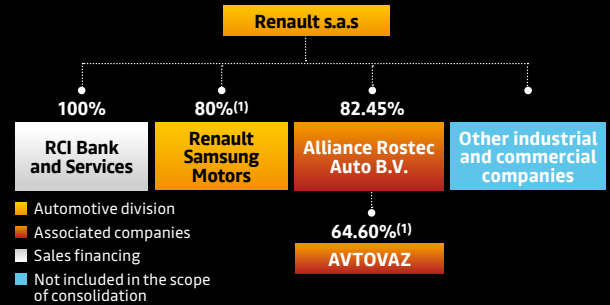 Renault s.a.s
100%
80%(1)
82.45%
RCI Bank
and Services
Renault
Samsung
Motors
Alliance Rostec
Auto B.V.
Other industrial
and commercial
companies
Automotive division
Associated companies
Sales financing
Not included in the scope
of consolidation
64.60%(1)
AVTOVAZ